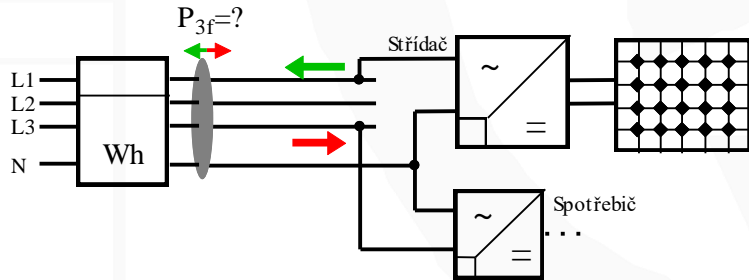 P3f=?
Střídač
~
=
L1
L2
L3
N
Wh
~
=
Spotřebič
...